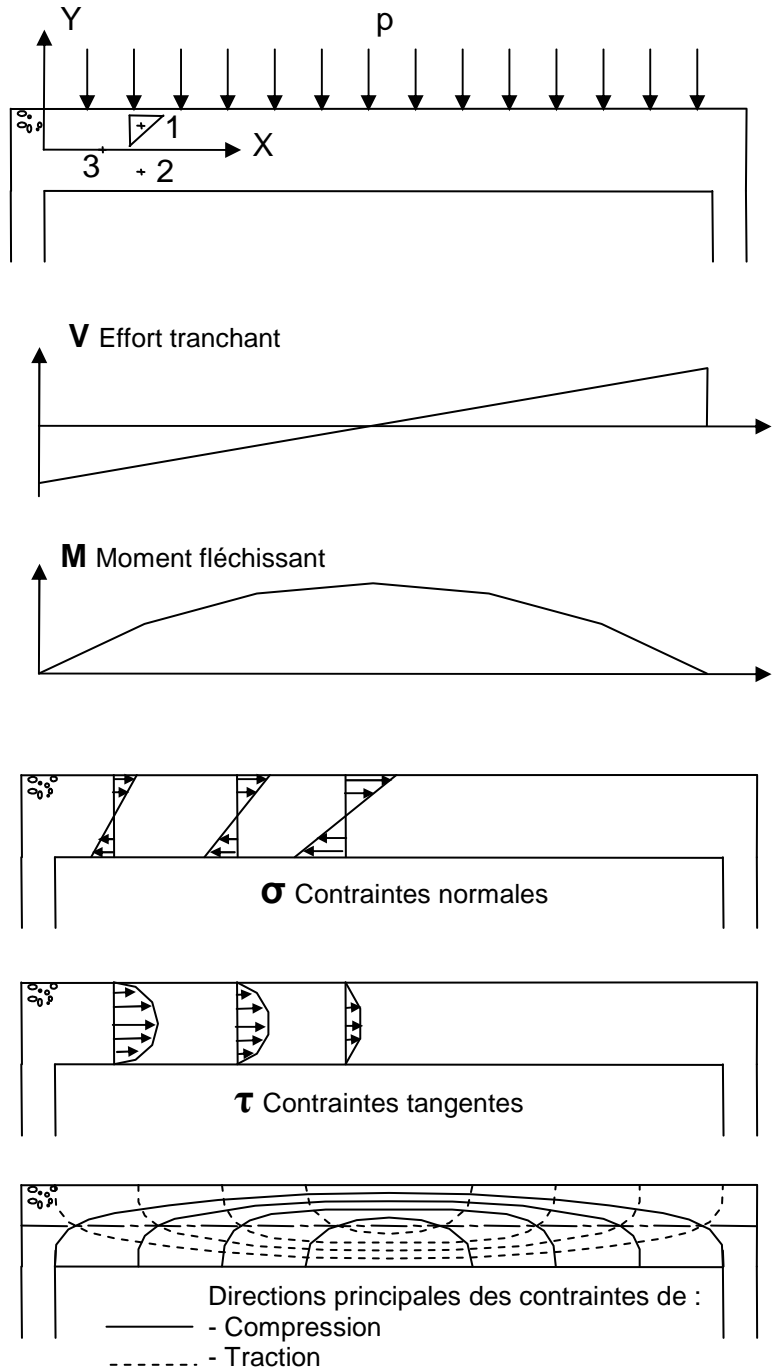 Y
p
1
X
3
2
V Effort tranchant
M Moment fléchissant
σ Contraintes normales
τ Contraintes tangentes
Directions principales des contraintes de :
- Compression
- Traction